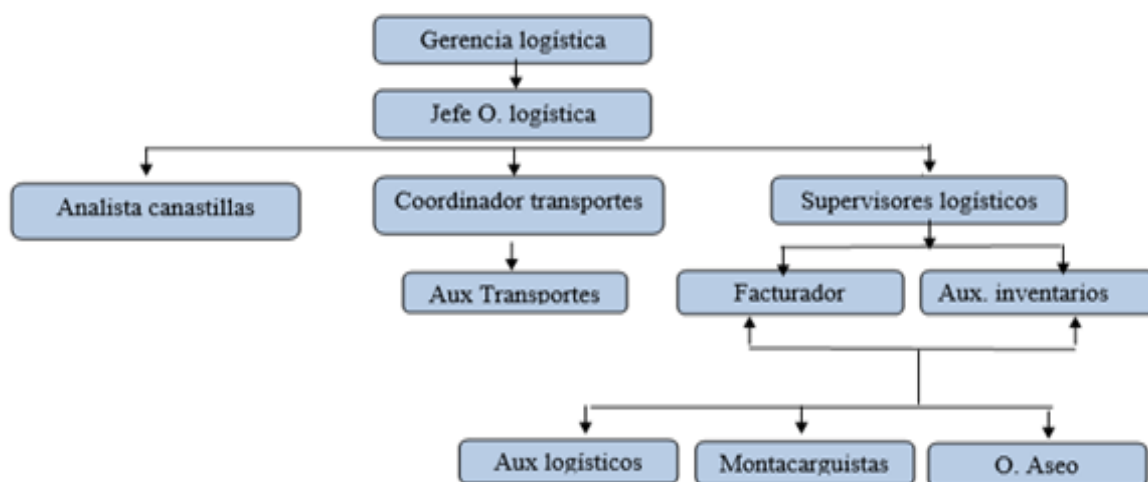 Gerencia logística
Jefe O. logística
Analista canastillas
Coordinador transportes
Supervisores logísticos
Aux Transportes
Facturador
Aux. inventarios
Aux logísticos
Montacarguistas
O. Aseo